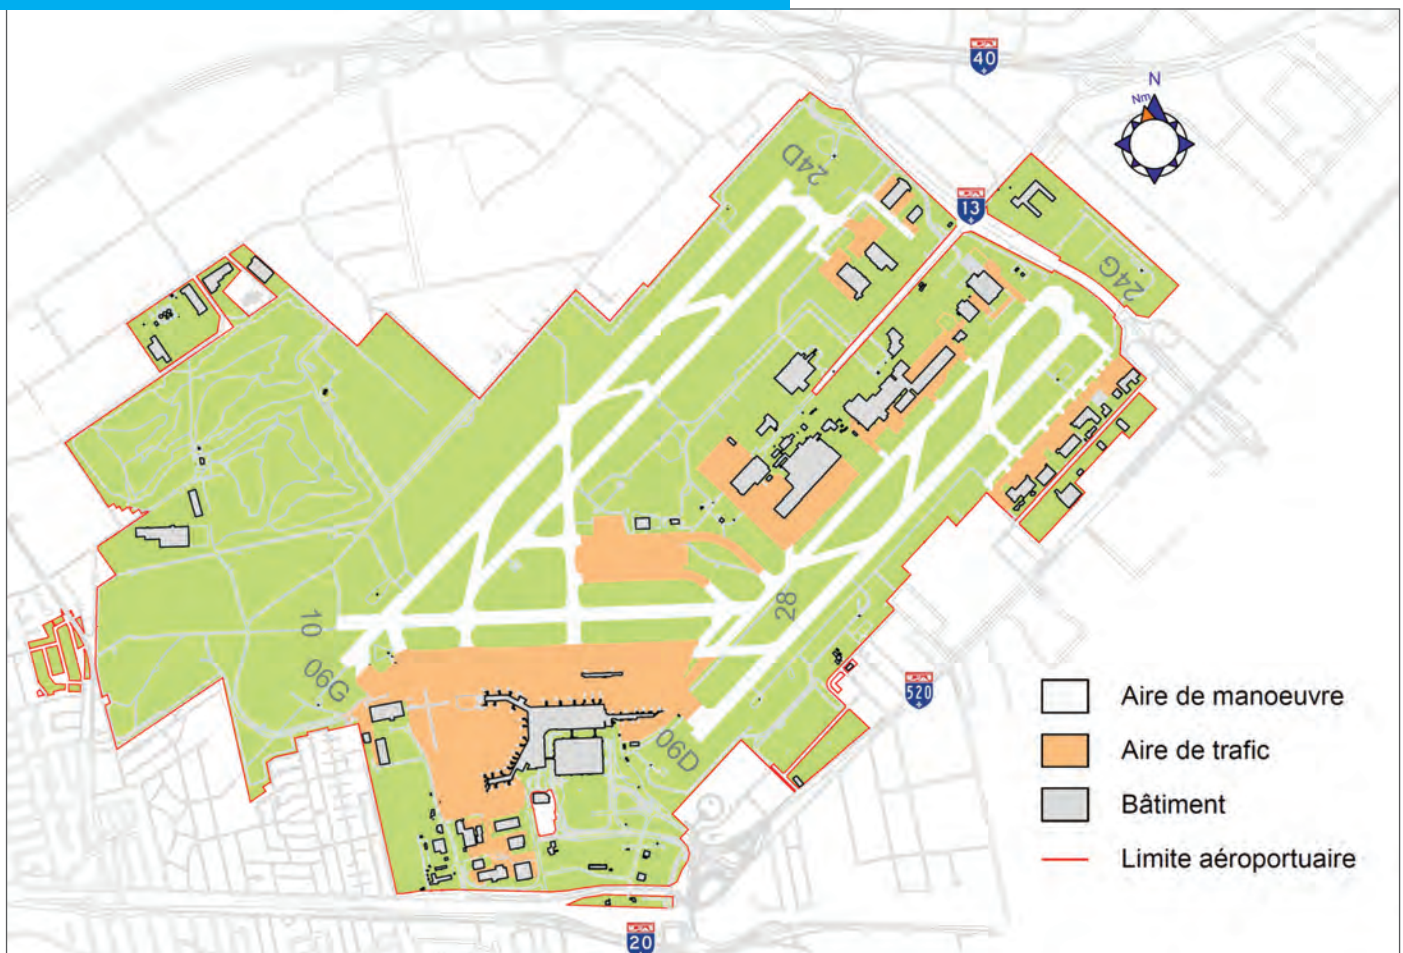 40
N
Nm
24D
13
24G
10
28
06G
520
06D
Aire de manoeuvre
Aire de trafic
Bâtiment
Limite aéroportuaire
20